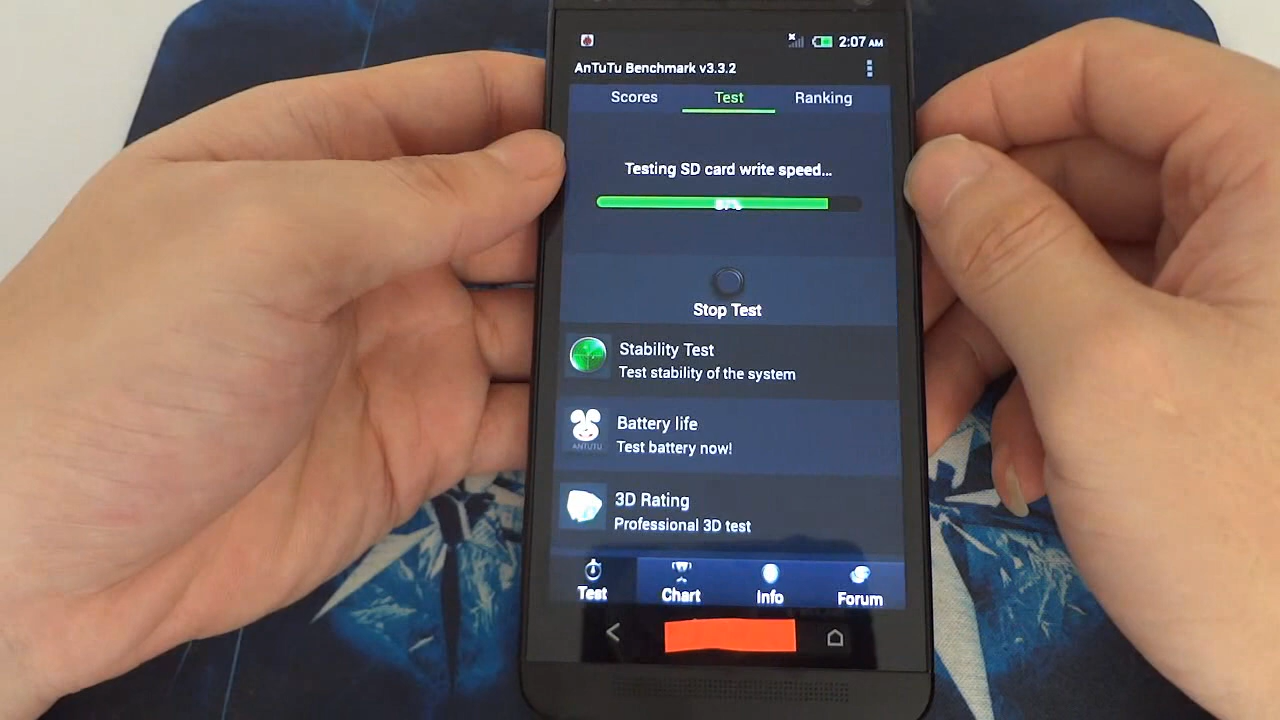 2:07 AM
AnTuTu Benchmark v3.3.2
Scores Test Ranking
Testing SD card write speed...
87%
Stop Test
Stability Test
Test stability of the system
Battery life
Test battery now!
ANTUTU
3D Rating
Professional 3D test
Test Chart Info Forum